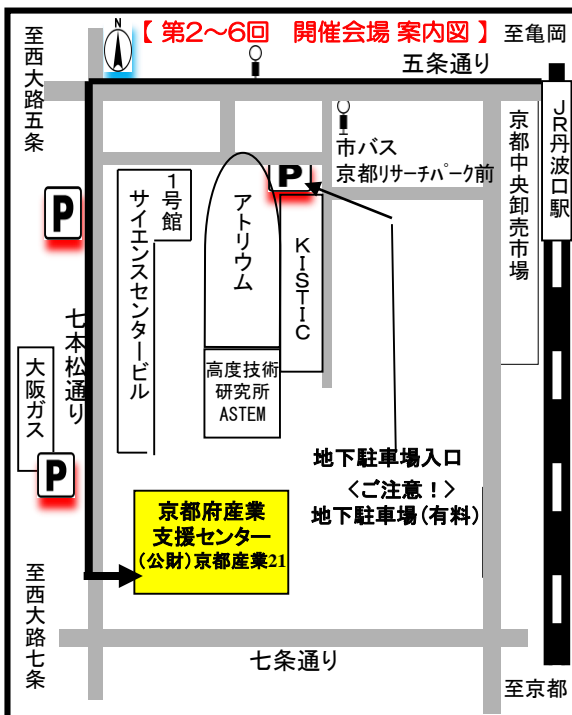 N
【 第2～6回 開催会場 案内図 】
至亀岡
至西大路五条
五条通り
JR丹波口駅
京都中央卸売市場
市バス
京都リサーチパーク前
P
P
1号館
サイエンスセンタービル
アトリウム
KISTIC
七本松通り
大阪ガス
高度技術
研究所
ASTEM
P
地下駐車場入口
<ご注意！>
地下駐車場(有料)
京都府産業
支援センター
(公財)京都産業21
至西大路七条
七条通り
至京都